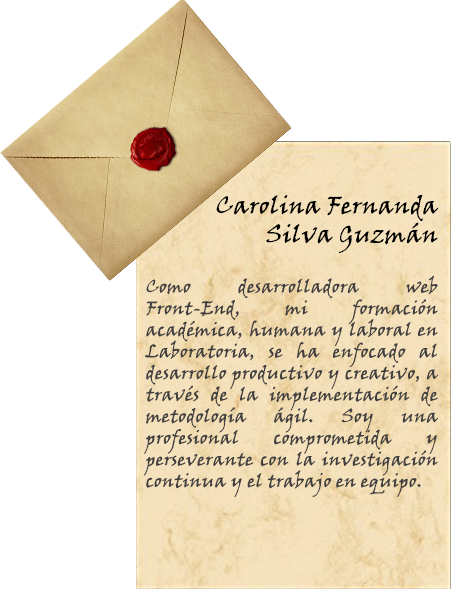 Carolina Fernanda
Silva Guzmán
Como desarrolladora web
Front-End, mi formación
académica, humana y laboral en
Laboratoria, se ha enfocado al
desarrollo productivo y creativo, a
través de la implementación de
metodología ágil. Soy una
profesional comprometida y
perseverante con la investigación
continua y el trabajo en equipo.